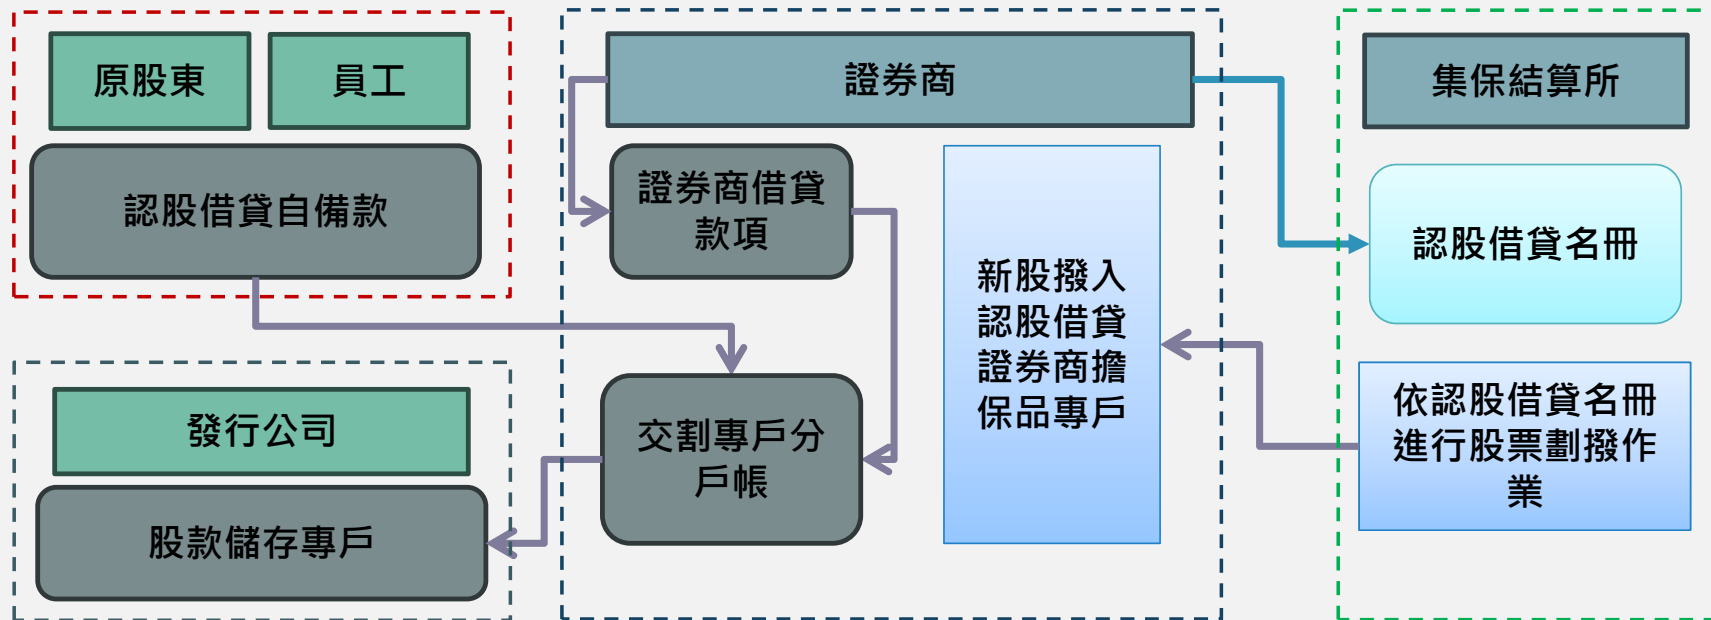 原股東
員工
認股借貸自備款
發行公司
股款儲存專戶
證券商
證券商借貸
款項
交割專戶分
戶帳
新股撥入
認股借貸
證券商擔
保品專戶
集保結算所
認股借貸名冊
依認股借貸名冊
進行股票劃撥作
業